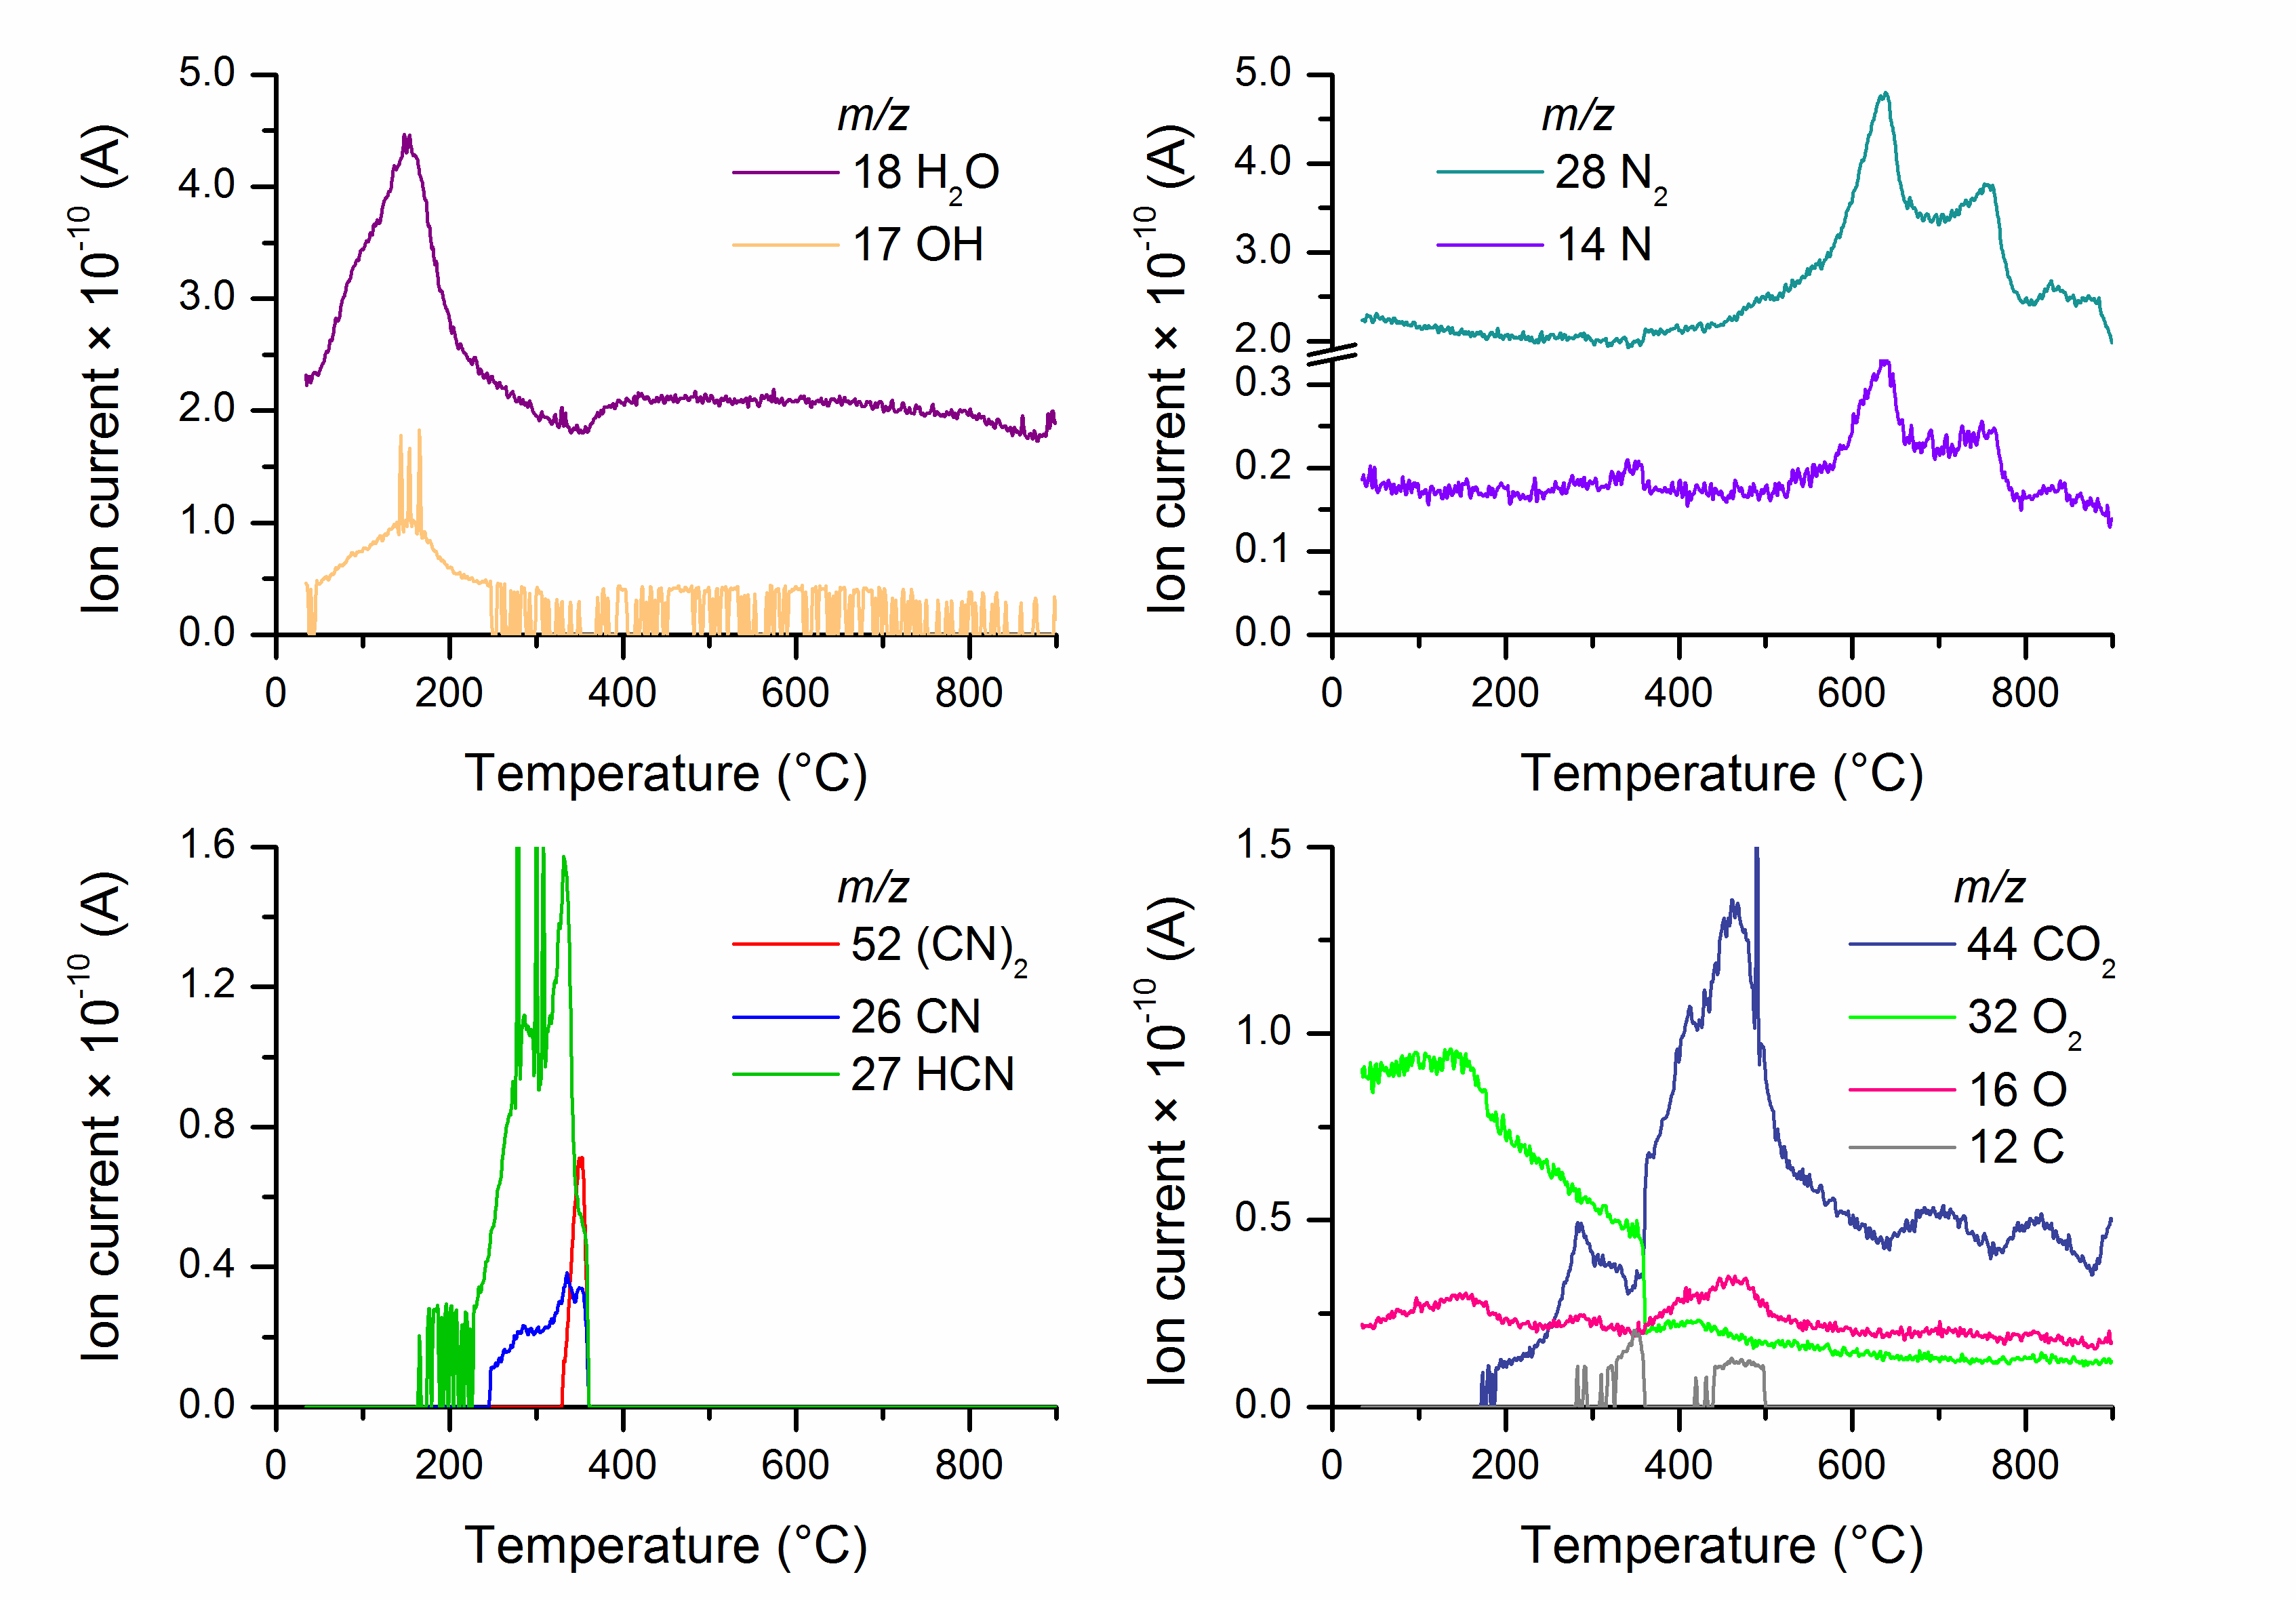 Ion current × 10⁻¹⁰ (A)
5.0
4.0
3.0
2.0
1.0
0.0
m/z
18 H₂O
17 OH
0 200 400 600 800
Temperature (°C)
Ion current × 10⁻¹⁰ (A)
5.0
4.0
3.0
2.0
0.3
0.2
0.1
0.0
m/z
28 N₂
14 N
0 200 400 600 800
Temperature (°C)
Ion current × 10⁻¹⁰ (A)
1.6
1.2
0.8
0.4
0.0
m/z
52 (CN)₂
26 CN
27 HCN
0 200 400 600 800
Temperature (°C)
Ion current × 10⁻¹⁰ (A)
1.5
1.0
0.5
0.0
m/z
44 CO₂
32 O₂
16 O
12 C
0 200 400 600 800
Temperature (°C)